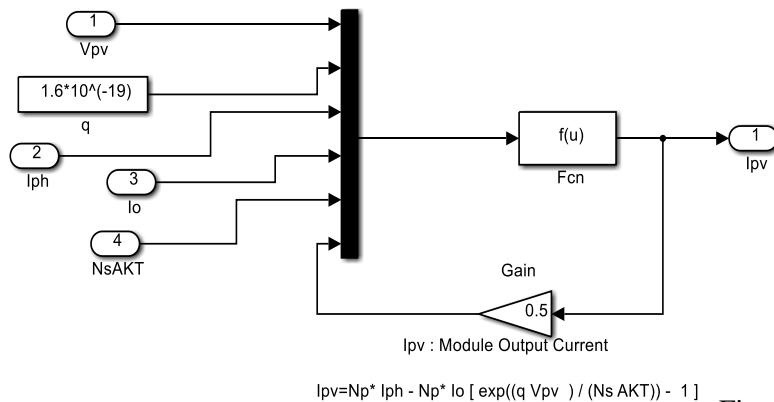 1
Vpv
1.6*10^(-19)
q
2
Iph
3
Io
4
NsAKT
f(u)
Fcn
1
Ipv
Gain
0.5
Ipv : Module Output Current
Ipv=Np* Iph - Np* Io [ exp((q Vpv ) / (Ns AKT)) - 1 ]